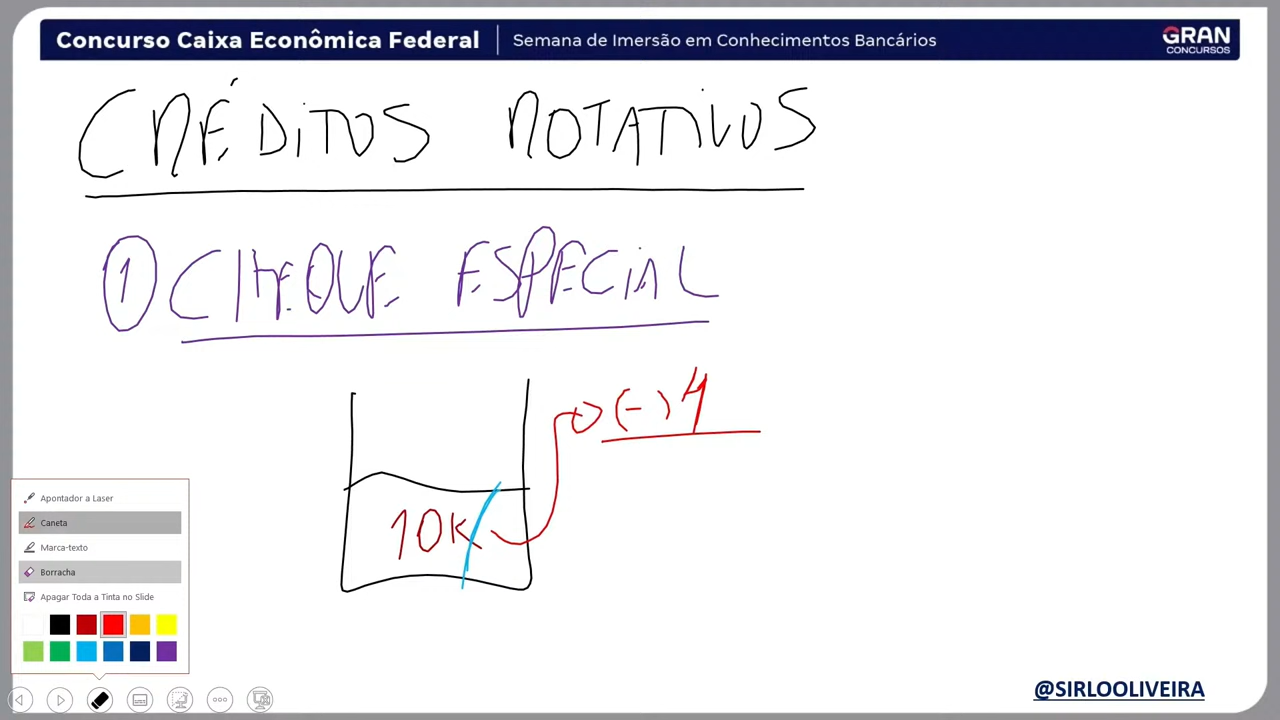 Concurso Caixa Econômica Federal | Semana de Imersão em Conhecimentos Bancários
GRAN
CONCURSOS
CRÉDITOS ROTATIVOS
1 CHEQUE ESPECIAL
(-) 4
10K
Apontador a Laser
Caneta
Marca-texto
Borracha
Apagar Toda a Tinta no Slide
@SIRLOOLIVEIRA